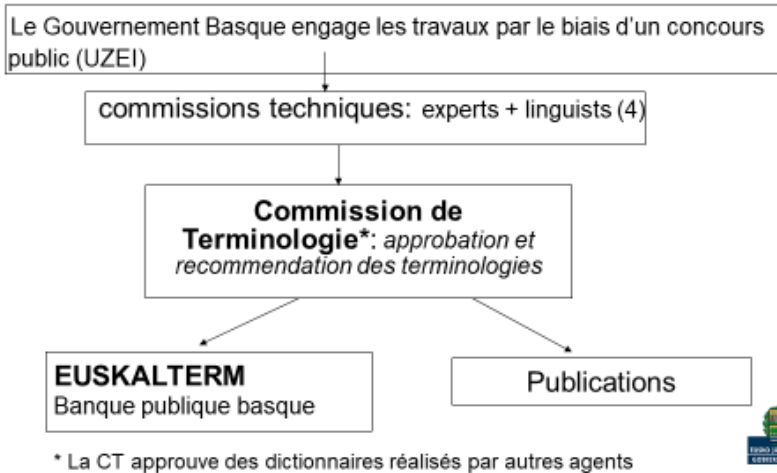 Le Gouvernement Basque engage les travaux par le biais d'un concours
public (UZEI)
commissions techniques: experts + linguists (4)
Commission de
Terminologie*: approbation et
recommendation des terminologies
EUSKALTERM
Banque publique basque
Publications
* La CT approuve des dictionnaires réalisés par autres agents